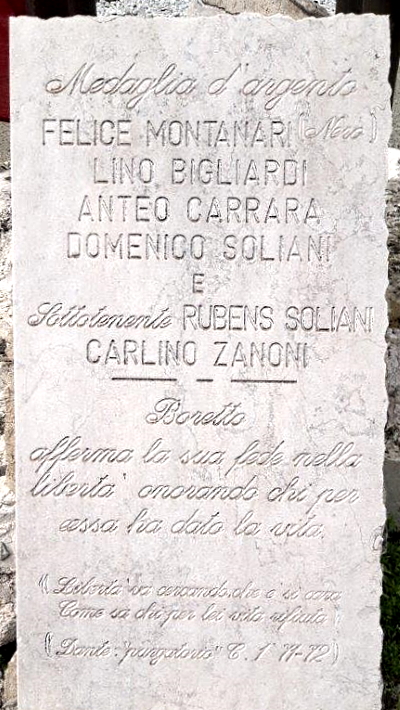 Medaglia d'argento
FELICE MONTANARI (Nero)
LINO BIGLIARDI
ANTEO CARRARA
DOMENICO SOLIANI
E
Sottotenente RUBENS SOLIANI
CARLINO ZANONI
Boretto
afferma la sua fede nella
libertà onorando chi per
essa ha dato la vita.
"Libertà va cercando, che è sì cara
Come sa chi per lei vita rifiuta"
(Dante: "purgatorio" C. 1° 71-72)